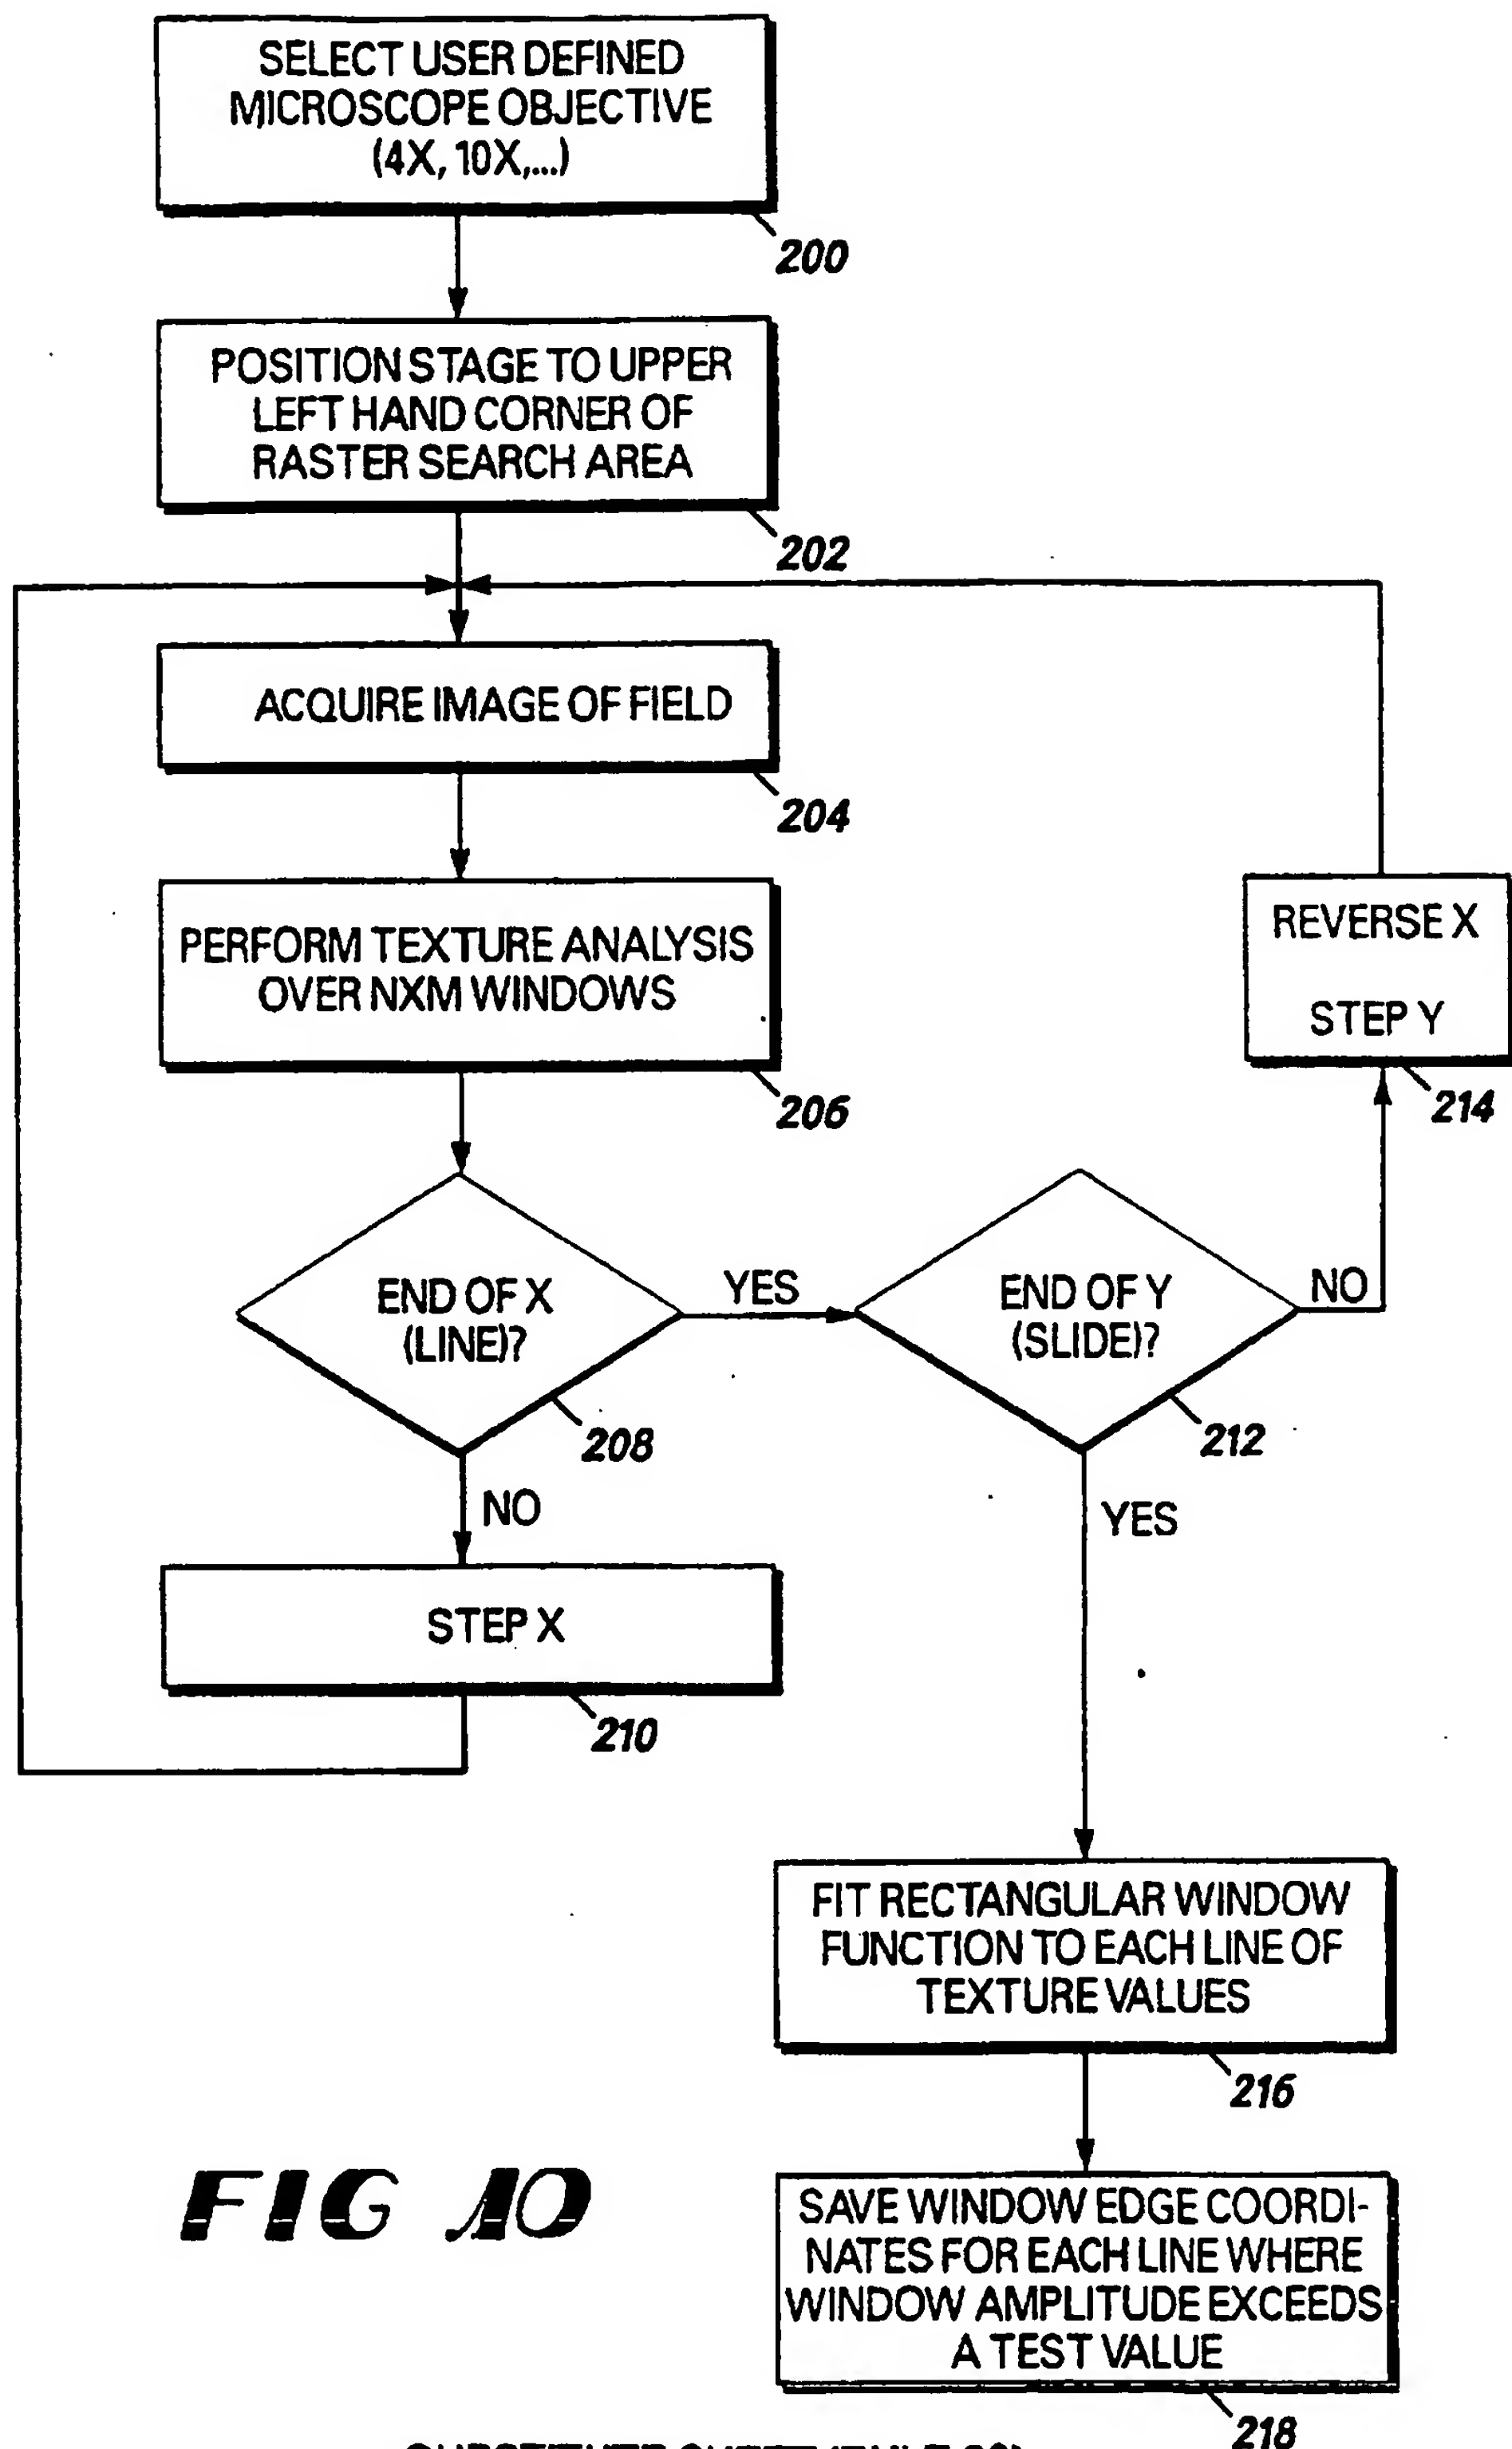 SELECT USER DEFINED
MICROSCOPE OBJECTIVE
(4X, 10X,...)
200
POSITION STAGE TO UPPER
LEFT HAND CORNER OF
RASTER SEARCH AREA
202
ACQUIRE IMAGE OF FIELD
204
PERFORM TEXTURE ANALYSIS
OVER NXM WINDOWS
206
REVERSE X
STEP Y
214
END OF X
(LINE)?
208
YES
END OF Y
(SLIDE)?
212
NO
NO
YES
STEP X
210
FIT RECTANGULAR WINDOW
FUNCTION TO EACH LINE OF
TEXTURE VALUES
216
SAVE WINDOW EDGE COORDI-
NATES FOR EACH LINE WHERE
WINDOW AMPLITUDE EXCEEDS
A TEST VALUE
218
FIG 10